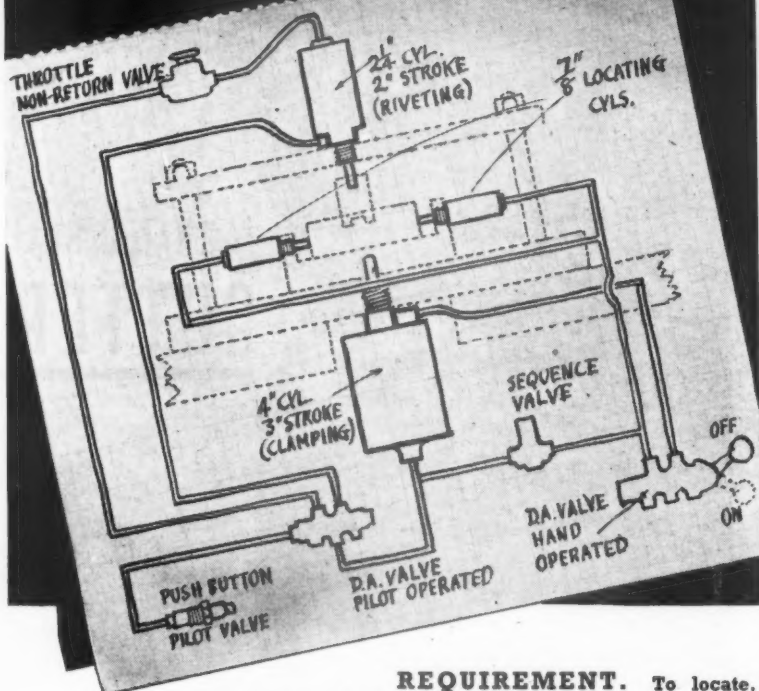 THROTTLE
NON-RETURN VALVE
2¼" CYL.
2" STROKE
(RIVETING)
⅞" LOCATING
CYLS.
4" CYL.
3" STROKE
(CLAMPING)
SEQUENCE
VALVE
OFF
ON
D.A. VALVE
HAND
OPERATED
PUSH BUTTON
PILOT VALVE
D.A. VALVE
PILOT OPERATED
REQUIREMENT. To locate,